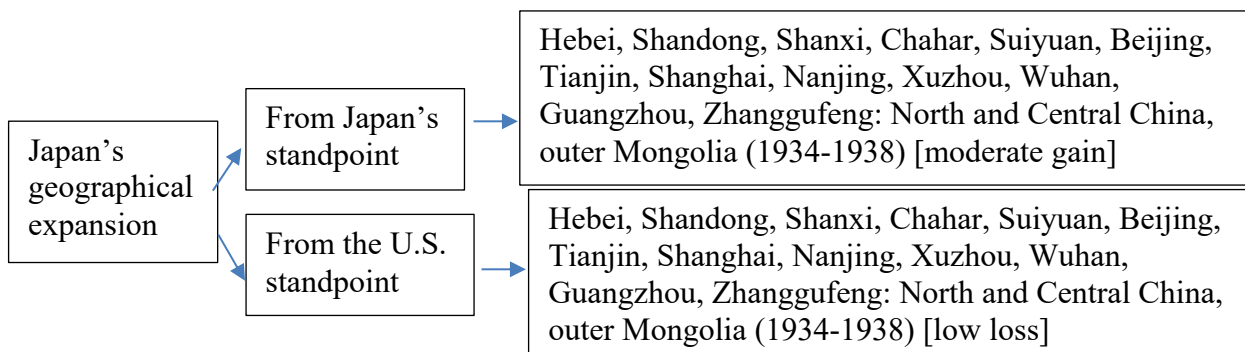 Japan’s
geographical
expansion
From Japan’s
standpoint
Hebei, Shandong, Shanxi, Chahar, Suiyuan, Beijing,
Tianjin, Shanghai, Nanjing, Xuzhou, Wuhan,
Guangzhou, Zhanggufeng: North and Central China,
outer Mongolia (1934-1938) [moderate gain]
From the U.S.
standpoint
Hebei, Shandong, Shanxi, Chahar, Suiyuan, Beijing,
Tianjin, Shanghai, Nanjing, Xuzhou, Wuhan,
Guangzhou, Zhanggufeng: North and Central China,
outer Mongolia (1934-1938) [low loss]